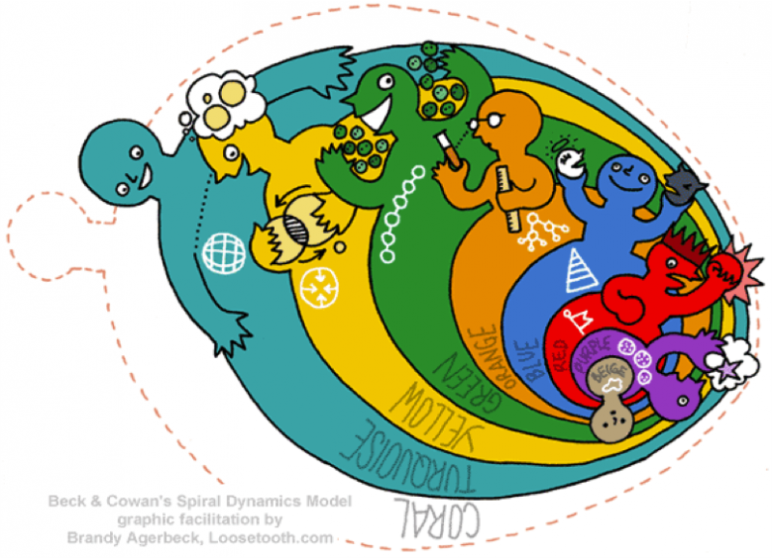 BEIGE
PURPLE
RED
BLUE
ORANGE
GREEN
YELLOW
TURQUOISE
CORAL
Beck & Cowan's Spiral Dynamics Model
graphic facilitation by
Brandy Agerbeck, Loosetooth.com